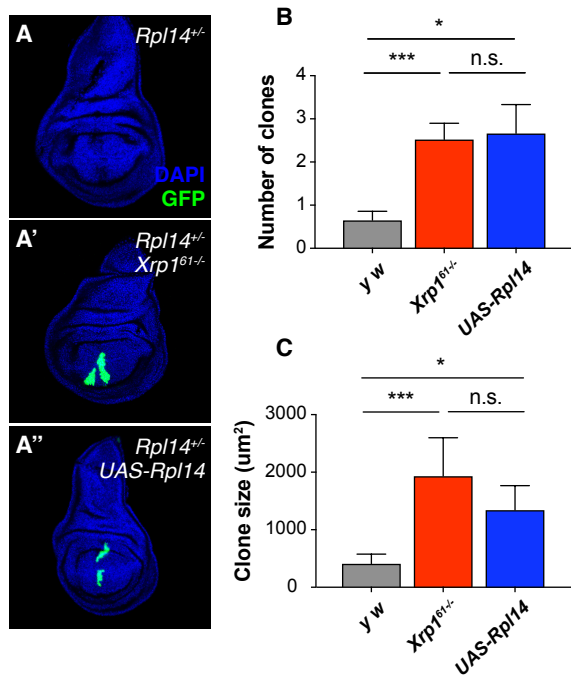 A
Rpl14+/-
DAPI
GFP
A'
Rpl14+/-
Xrp161-/-
A"
Rpl14+/-
UAS-Rpl14
B
*
***
n.s.
Number of clones
4
3
2
1
0
y w
Xrp161-/-
UAS-Rpl14
C
*
***
n.s.
Clone size (um²)
3000
2000
1000
0
y w
Xrp161-/-
UAS-Rpl14